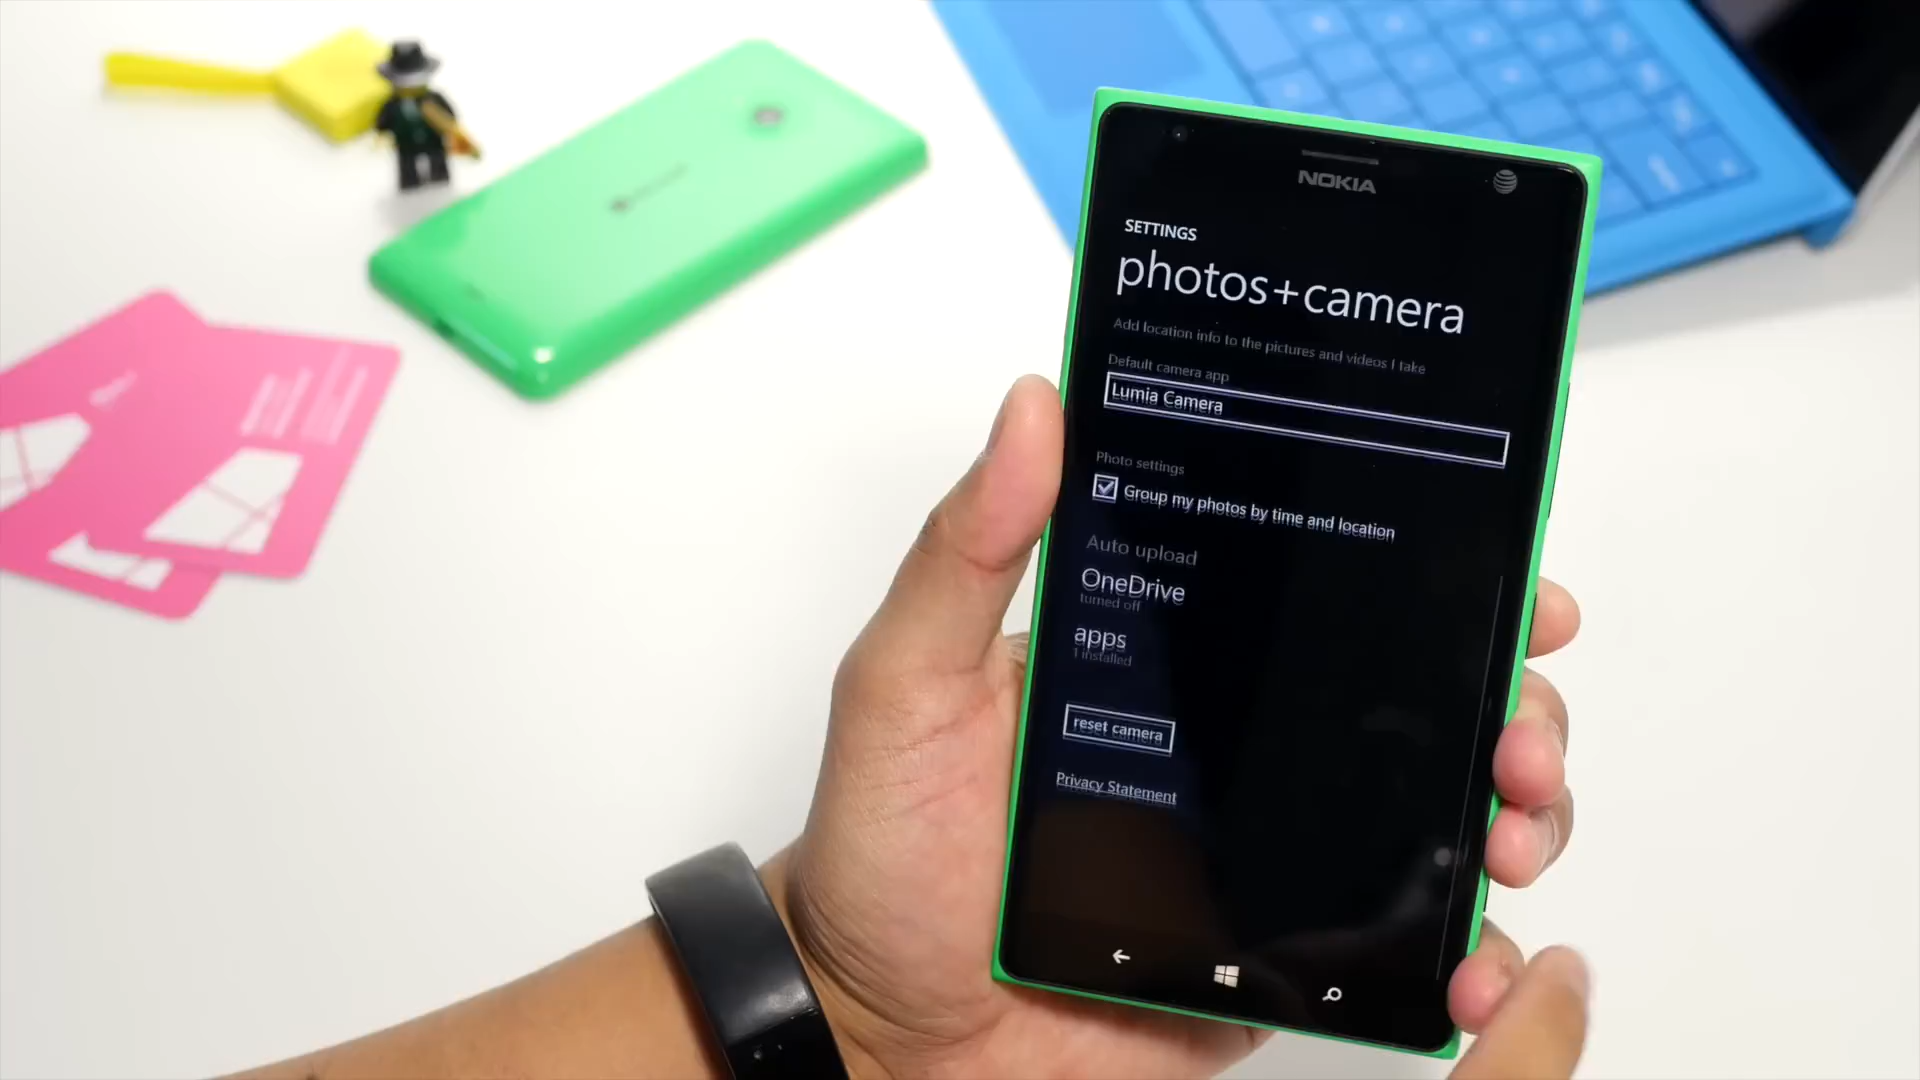 NOKIA
SETTINGS
photos+camera
Add location info to the pictures and videos I take
Default camera app
Lumia Camera
Photo settings
Group my photos by time and location
Auto upload
OneDrive
turned off
apps
1 installed
reset camera
Privacy Statement